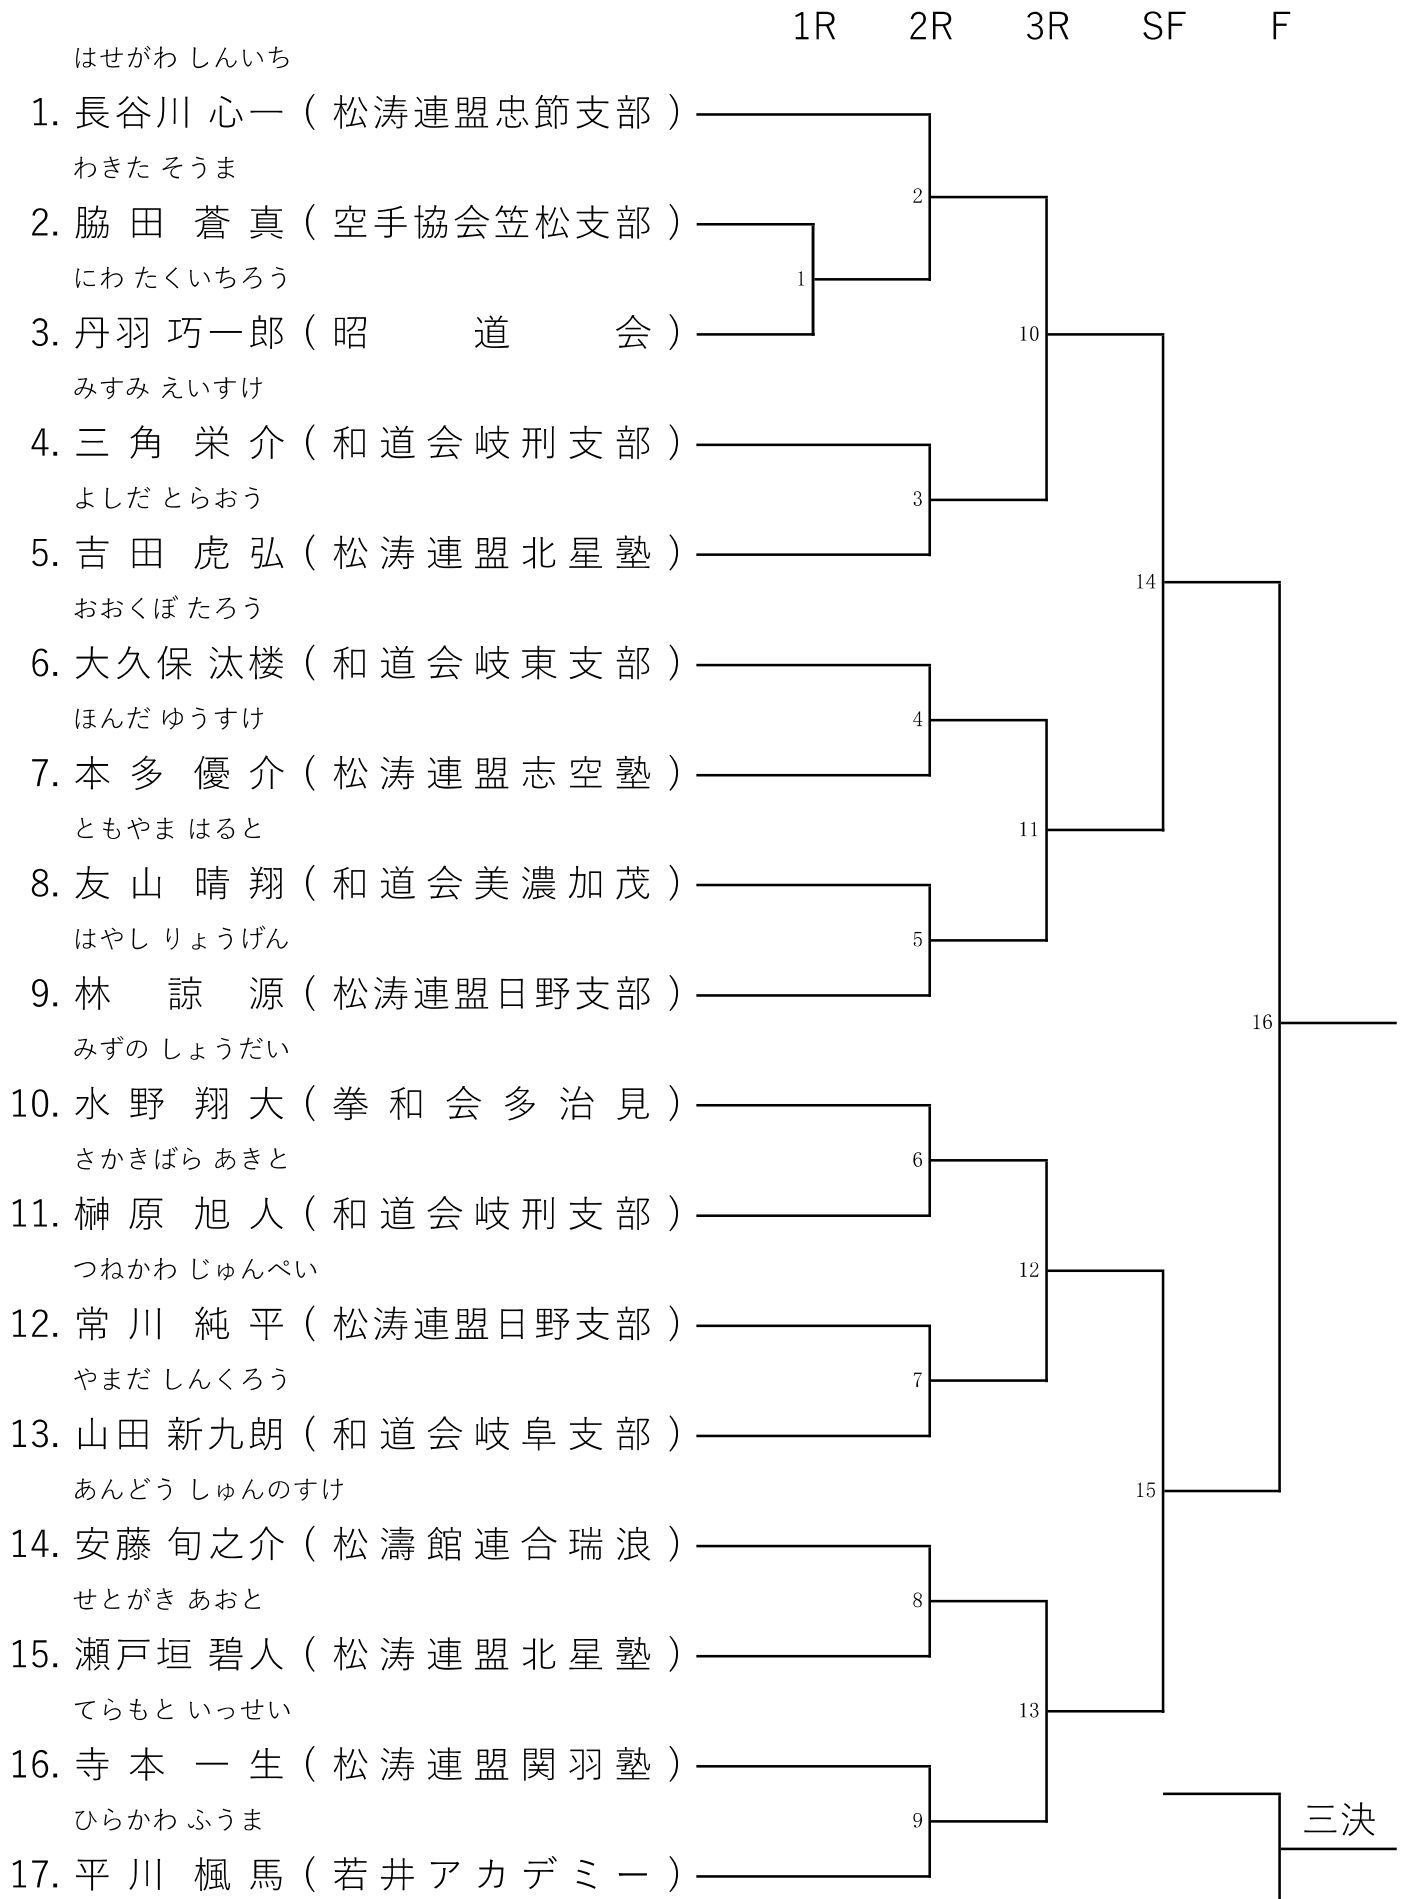 1R 2R 3R SF F
はせがわ しんいち
1. 長谷川 心一 ( 松涛連盟忠節支部 )
わきた そうま
2
2. 脇田 蒼真 ( 空手協会笠松支部 )
にわ たくいちろう
1
3. 丹羽 巧一郎 ( 昭道会 )
10
みすみ えいすけ
4. 三角 栄介 ( 和道会岐刑支部 )
よしだ とらおう
3
5. 吉田 虎弘 ( 松涛連盟北星塾 )
14
おおくぼ たろう
6. 大久保 汰楼 ( 和道会岐東支部 )
ほんだ ゆうすけ
4
7. 本多 優介 ( 松涛連盟志空塾 )
ともやま はると
11
8. 友山 晴翔 ( 和道会美濃加茂 )
はやし りょうげん
5
9. 林 諒源 ( 松涛連盟日野支部 )
16
みずの しょうだい
10. 水野 翔大 ( 拳和会多治見 )
さかきばら あきと
6
11. 榊原 旭人 ( 和道会岐刑支部 )
つねかわ じゅんぺい
12
12. 常川 純平 ( 松涛連盟日野支部 )
やまだ しんくろう
7
13. 山田 新九朗 ( 和道会岐阜支部 )
あんどう しゅんのすけ
15
14. 安藤 旬之介 ( 松濤館連合瑞浪 )
せとがき あおと
8
15. 瀬戸垣 碧人 ( 松涛連盟北星塾 )
てらもと いっせい
13
16. 寺本 一生 ( 松涛連盟関羽塾 )
ひらかわ ふうま
9
三決
17. 平川 楓馬 ( 若井アカデミー )